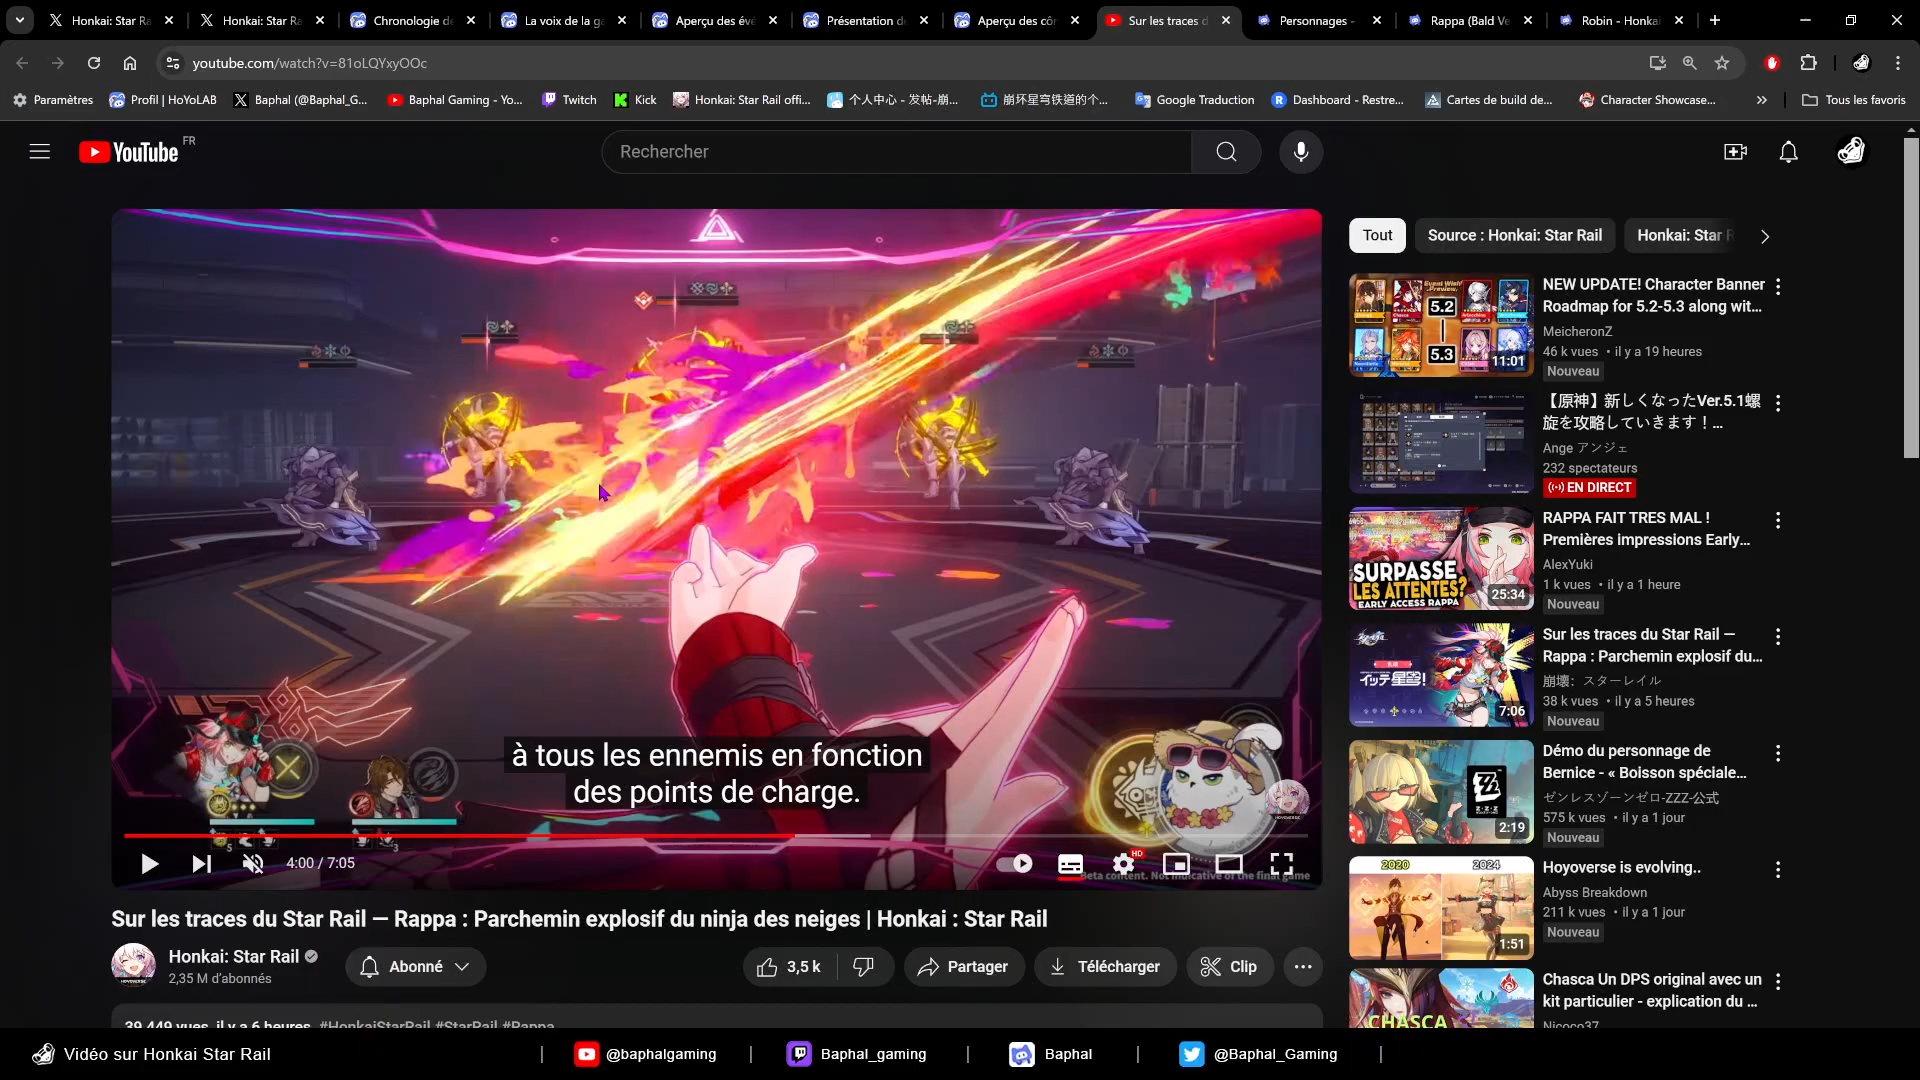 Honkai: Star Ra
Honkai: Star Ra
Chronologie de
La voix de la ga
Aperçu des évé
Présentation d
Aperçu des cor
Sur les traces d
Personnages -
Rappa (Bald Ve
Robin - Honkai
youtube.com/watch?v=81oLQYxyOOc
Paramètres
Profil | HoYoLAB
Baphal (@Baphal_G...
Baphal Gaming - Yo...
Twitch
Kick
Honkai: Star Rail offi...
个人中心 - 发帖-崩...
崩坏星穹铁道的个...
Google Traduction
Dashboard - Restre...
Cartes de build de...
Character Showcase...
Tous les favoris
YouTube FR
Rechercher
Tout
Source : Honkai: Star Rail
Honkai: Star R
à tous les ennemis en fonction
des points de charge.
4:00 / 7:05
HD
Beta content. Not indicative of the final game
Sur les traces du Star Rail — Rappa : Parchemin explosif du ninja des neiges | Honkai : Star Rail
Honkai: Star Rail
2,35 M d'abonnés
Abonné
3,5 k
Partager
Télécharger
Clip
39 449 vues il y a 6 heures #HonkaiStarRail #StarRail #Rappa
5.2
5.3
11:01
NEW UPDATE! Character Banner
Roadmap for 5.2-5.3 along wit...
MeicheronZ
46 k vues • il y a 19 heures
Nouveau
【原神】新しくなったVer.5.1螺
旋を攻略していきます！...
Ange アンジェ
232 spectateurs
EN DIRECT
SURPASSE
LES ATTENTES?
EARLY ACCESS RAPPA
25:34
RAPPA FAIT TRES MAL !
Premières impressions Early...
AlexYuki
1 k vues • il y a 1 heure
Nouveau
イッテ星穹!
7:06
Sur les traces du Star Rail —
Rappa : Parchemin explosif du...
崩壊：スターレイル
38 k vues • il y a 5 heures
Nouveau
2:19
Démo du personnage de
Bernice - « Boisson spéciale...
ゼンレスゾーンゼロ-ZZZ-公式
575 k vues • il y a 1 jour
Nouveau
2020
2024
1:51
Hoyoverse is evolving..
Abyss Breakdown
211 k vues • il y a 1 jour
Nouveau
CHASCA
Chasca Un DPS original avec un
kit particulier - explication du ...
Nicoco37
Vidéo sur Honkai Star Rail
@baphalgaming
Baphal_gaming
Baphal
@Baphal_Gaming